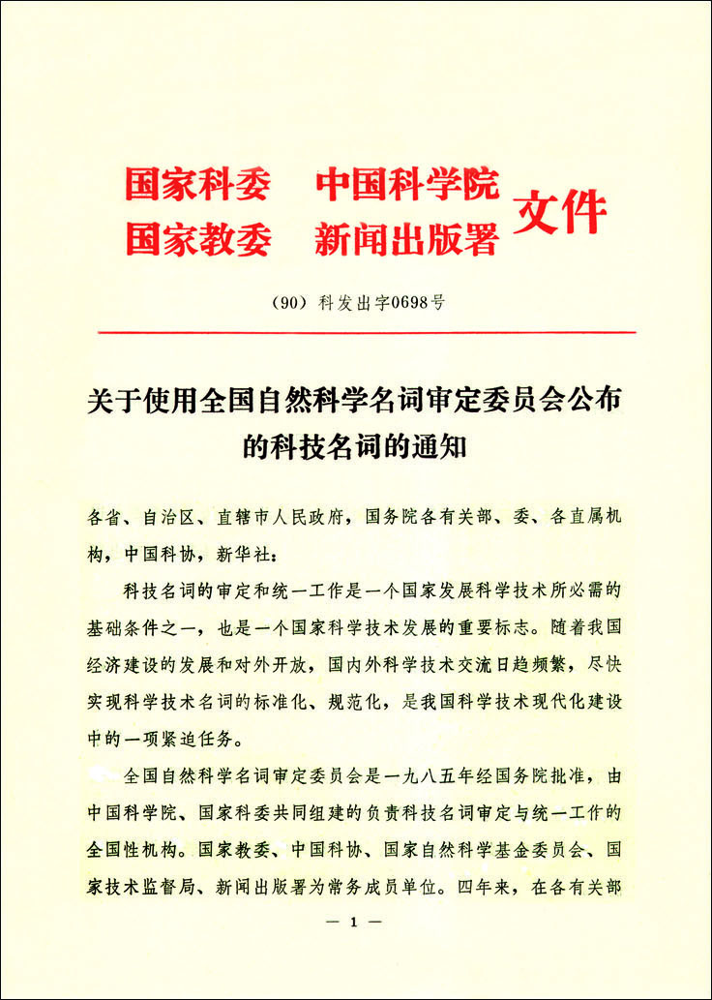 国家科委 中国科学院
国家教委 新闻出版署
文件
（90）科发出字0698号
关于使用全国自然科学名词审定委员会公布
的科技名词的通知
各省、自治区、直辖市人民政府，国务院各有关部、委、各直属机
构，中国科协，新华社：
科技名词的审定和统一工作是一个国家发展科学技术所必需的
基础条件之一，也是一个国家科学技术发展的重要标志。随着我国
经济建设的发展和对外开放，国内外科学技术交流日趋频繁，尽快
实现科学技术名词的标准化、规范化，是我国科学技术现代化建设
中的一项紧迫任务。
全国自然科学名词审定委员会是一九八五年经国务院批准，由
中国科学院、国家科委共同组建的负责科技名词审定与统一工作的
全国性机构。国家教委、中国科协、国家自然科学基金委员会、国
家技术监督局、新闻出版署为常务成员单位。四年来，在各有关部
— 1 —